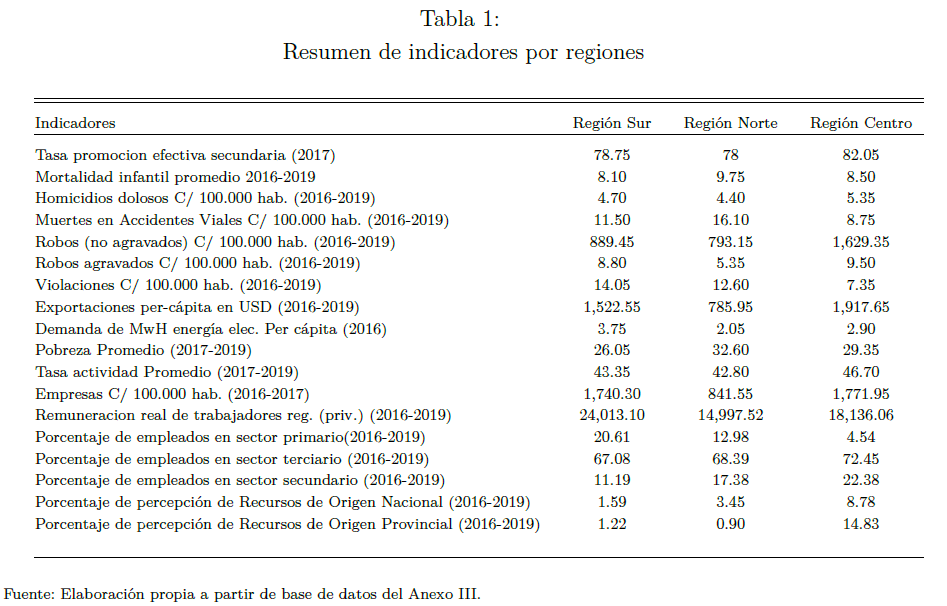 Tabla 1:
Resumen de indicadores por regiones
Indicadores Región Sur Región Norte Región Centro
Tasa promocion efectiva secundaria (2017) 78.75 78 82.05
Mortalidad infantil promedio 2016-2019 8.10 9.75 8.50
Homicidios dolosos C/ 100.000 hab. (2016-2019) 4.70 4.40 5.35
Muertes en Accidentes Viales C/ 100.000 hab. (2016-2019) 11.50 16.10 8.75
Robos (no agravados) C/ 100.000 hab. (2016-2019) 889.45 793.15 1,629.35
Robos agravados C/ 100.000 hab. (2016-2019) 8.80 5.35 9.50
Violaciones C/ 100.000 hab. (2016-2019) 14.05 12.60 7.35
Exportaciones per-cápita en USD (2016-2019) 1,522.55 785.95 1,917.65
Demanda de MwH energía elec. Per cápita (2016) 3.75 2.05 2.90
Pobreza Promedio (2017-2019) 26.05 32.60 29.35
Tasa actividad Promedio (2017-2019) 43.35 42.80 46.70
Empresas C/ 100.000 hab. (2016-2017) 1,740.30 841.55 1,771.95
Remuneracion real de trabajadores reg. (priv.) (2016-2019) 24,013.10 14,997.52 18,136.06
Porcentaje de empleados en sector primario(2016-2019) 20.61 12.98 4.54
Porcentaje de empleados en sector terciario (2016-2019) 67.08 68.39 72.45
Porcentaje de empleados en sector secundario (2016-2019) 11.19 17.38 22.38
Porcentaje de percepción de Recursos de Origen Nacional (2016-2019) 1.59 3.45 8.78
Porcentaje de percepción de Recursos de Origen Provincial (2016-2019) 1.22 0.90 14.83
Fuente: Elaboración propia a partir de base de datos del Anexo III.